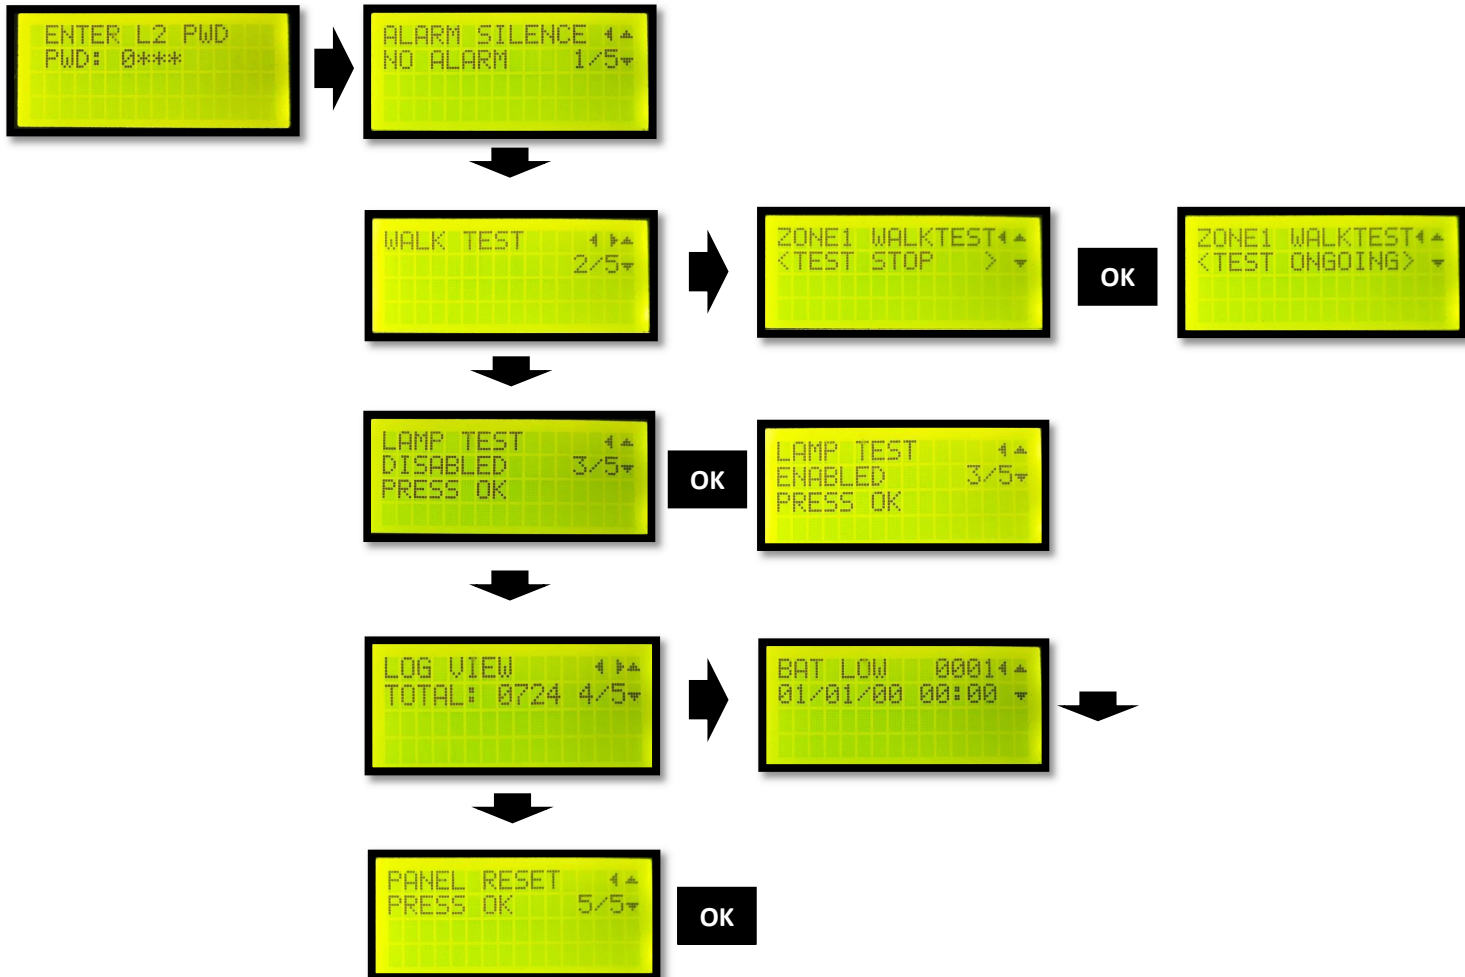 ENTER L2 PWD
PWD: 0***
ALARM SILENCE
NO ALARM 1/5
WALK TEST
2/5
ZONE1 WALKTEST
<TEST STOP >
OK
ZONE1 WALKTEST
<TEST ONGOING>
LAMP TEST
DISABLED 3/5
PRESS OK
OK
LAMP TEST
ENABLED 3/5
PRESS OK
LOG VIEW
TOTAL: 0724 4/5
BAT LOW 0001
01/01/00 00:00
PANEL RESET
PRESS OK 5/5
OK